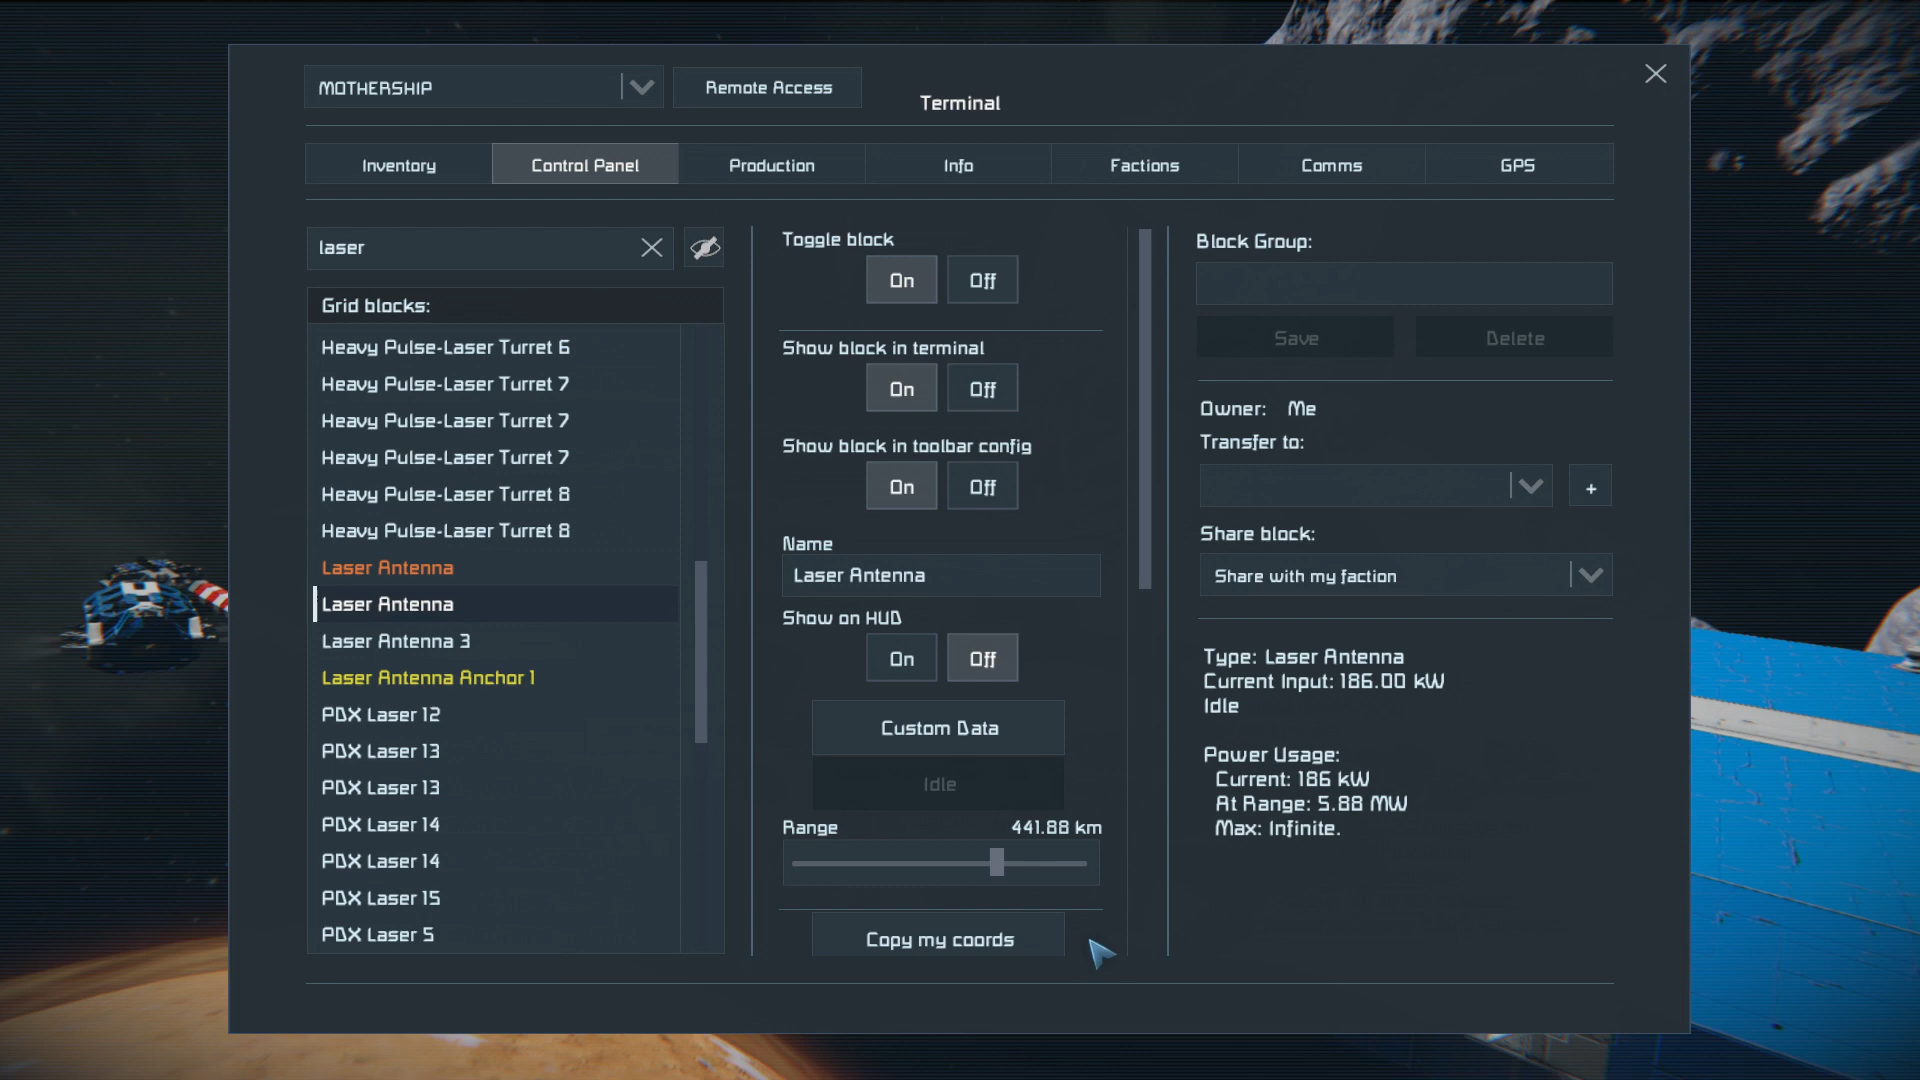 MOTHERSHIP
Remote Access
Terminal
Inventory
Control Panel
Production
Info
Factions
Comms
GPS
laser
Grid blocks:
Heavy Pulse-Laser Turret 6
Heavy Pulse-Laser Turret 7
Heavy Pulse-Laser Turret 7
Heavy Pulse-Laser Turret 7
Heavy Pulse-Laser Turret 8
Heavy Pulse-Laser Turret 8
Laser Antenna
Laser Antenna
Laser Antenna 3
Laser Antenna Anchor 1
PDX Laser 12
PDX Laser 13
PDX Laser 13
PDX Laser 14
PDX Laser 14
PDX Laser 15
PDX Laser 5
Toggle block
On Off
Show block in terminal
On Off
Show block in toolbar config
On Off
Name
Laser Antenna
Show on HUD
On Off
Custom Data
Idle
Range 441.88 km
Copy my coords
Block Group:
Save Delete
Owner: Me
Transfer to:
+
Share block:
Share with my faction
Type: Laser Antenna
Current Input: 186.00 kW
Idle
Power Usage:
Current: 186 kW
At Range: 5.88 MW
Max: Infinite.